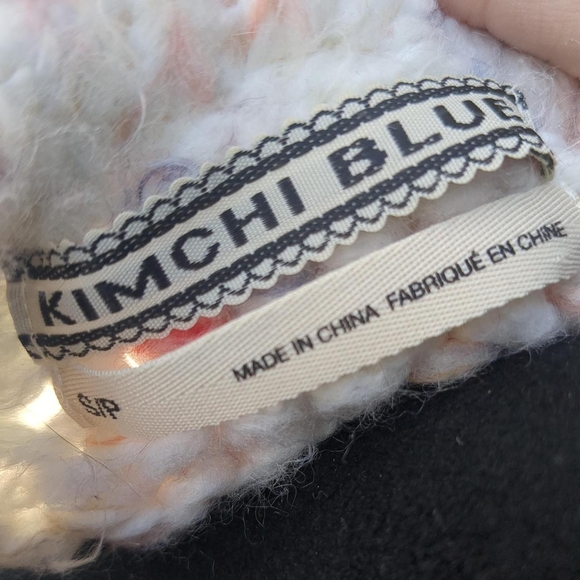 KIMCHI BLUE
MADE IN CHINA FABRIQUÉ EN CHINE
S/P